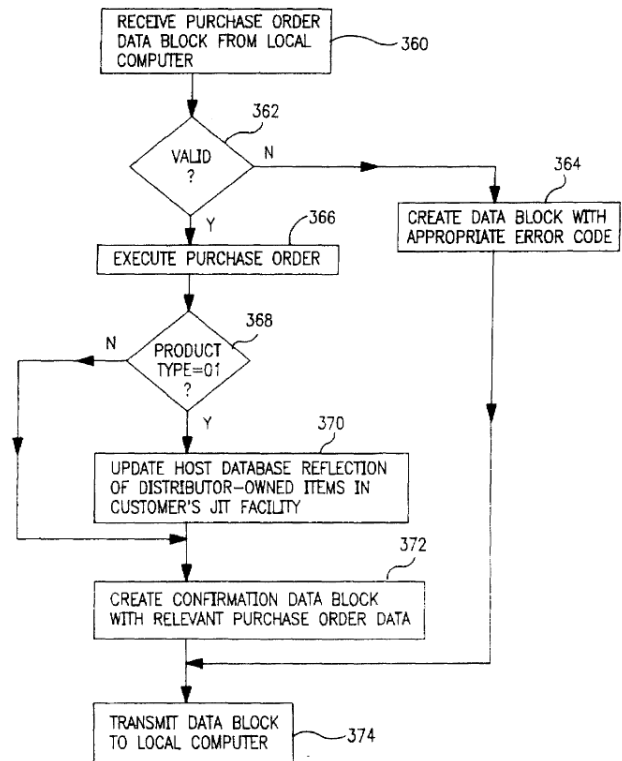 RECEIVE PURCHASE ORDER
DATA BLOCK FROM LOCAL
COMPUTER
360
362
VALID
?
N
Y
364
CREATE DATA BLOCK WITH
APPROPRIATE ERROR CODE
366
EXECUTE PURCHASE ORDER
368
PRODUCT
TYPE=01
?
N
Y
370
UPDATE HOST DATABASE REFLECTION
OF DISTRIBUTOR-OWNED ITEMS IN
CUSTOMER'S JIT FACILITY
372
CREATE CONFIRMATION DATA BLOCK
WITH RELEVANT PURCHASE ORDER DATA
TRANSMIT DATA BLOCK
TO LOCAL COMPUTER
374